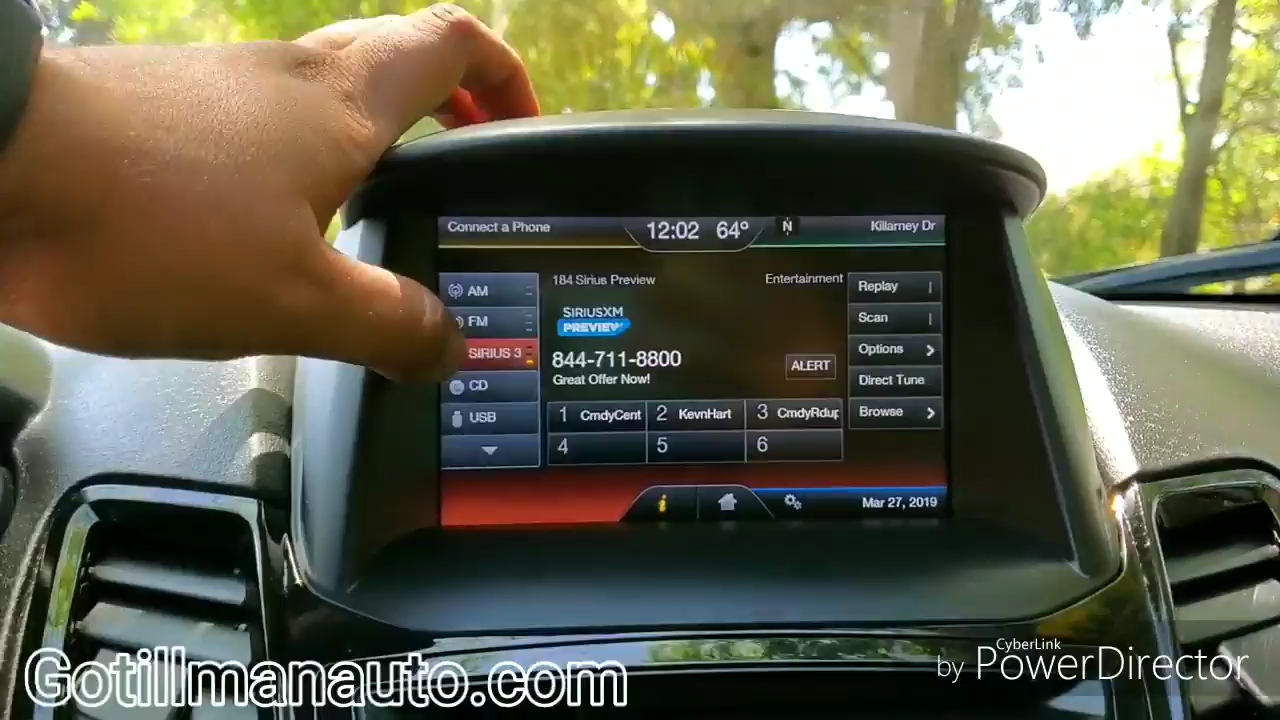 Connect a Phone
12:02 64°
N
Killarney Dr
AM
FM
SIRIUS 3
CD
USB
184 Sirius Preview
Entertainment
SIRIUSXM
PREVIEW
844-711-8800
Great Offer Now!
ALERT
1 CmdyCent
2 KevnHart
3 CmdyRdup
4
5
6
Replay
Scan
Options
Direct Tune
Browse
i
Mar 27, 2019
Gotillmanauto.com
CyberLink
by PowerDirector